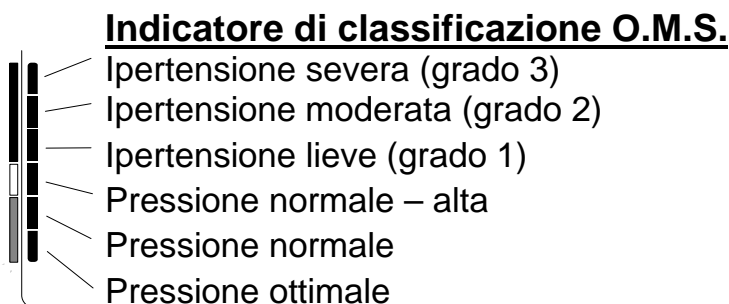 Indicatore di classificazione O.M.S.
Ipertensione severa (grado 3)
Ipertensione moderata (grado 2)
Ipertensione lieve (grado 1)
Pressione normale – alta
Pressione normale
Pressione ottimale